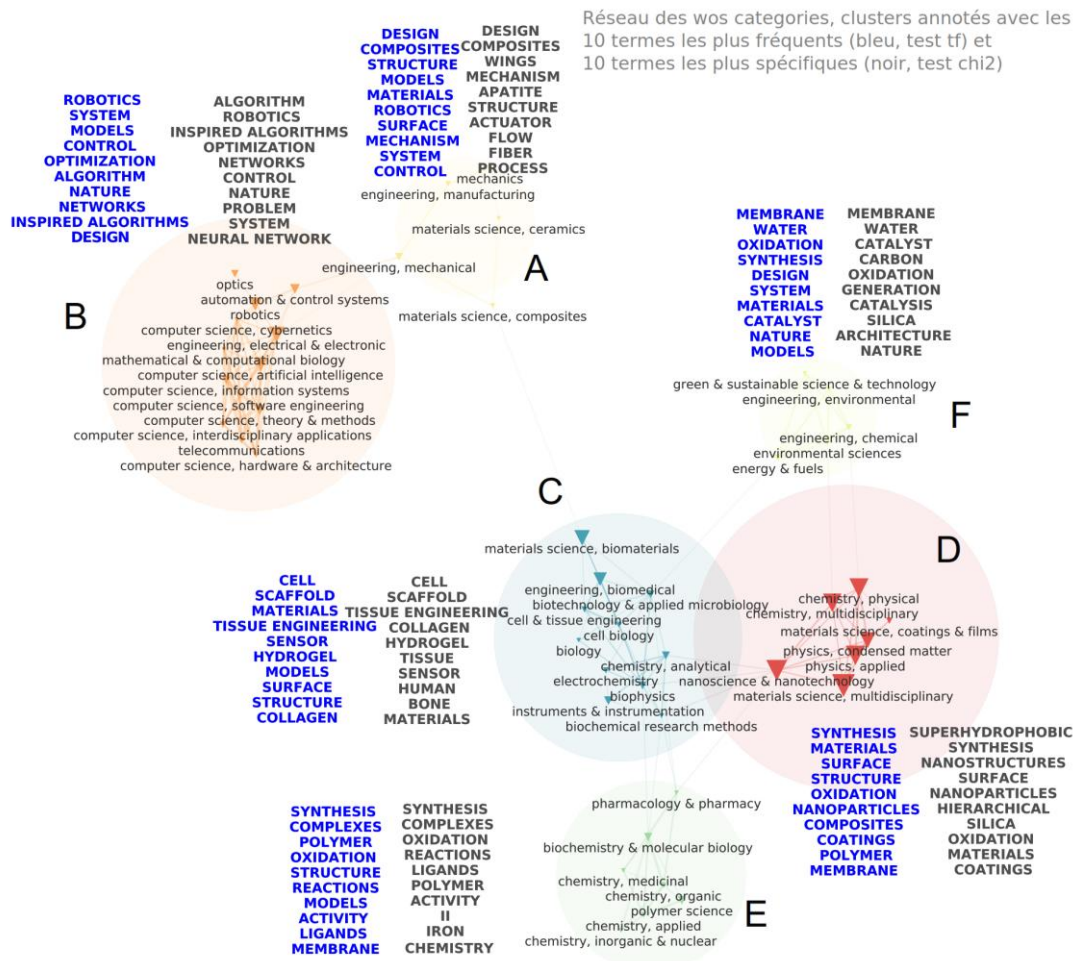 Réseau des wos categories, clusters annotés avec les
10 termes les plus fréquents (bleu, test tf) et
10 termes les plus spécifiques (noir, test chi2)
DESIGN
COMPOSITES
STRUCTURE
MODELS
MATERIALS
ROBOTICS
SURFACE
MECHANISM
SYSTEM
CONTROL
DESIGN
COMPOSITES
WINGS
MECHANISM
APATITE
STRUCTURE
ACTUATOR
FLOW
FIBER
PROCESS
mechanics
engineering, manufacturing
materials science, ceramics
engineering, mechanical
materials science, composites
A
ROBOTICS
SYSTEM
MODELS
CONTROL
OPTIMIZATION
ALGORITHM
NATURE
NETWORKS
INSPIRED ALGORITHMS
DESIGN
ALGORITHM
ROBOTICS
INSPIRED ALGORITHMS
OPTIMIZATION
NETWORKS
CONTROL
NATURE
PROBLEM
SYSTEM
NEURAL NETWORK
B
optics
automation & control systems
robotics
computer science, cybernetics
engineering, electrical & electronic
mathematical & computational biology
computer science, artificial intelligence
computer science, information systems
computer science, software engineering
computer science, theory & methods
computer science, interdisciplinary applications
telecommunications
computer science, hardware & architecture
MEMBRANE
WATER
OXIDATION
SYNTHESIS
DESIGN
SYSTEM
MATERIALS
CATALYST
NATURE
MODELS
MEMBRANE
WATER
CATALYST
CARBON
OXIDATION
GENERATION
CATALYSIS
SILICA
ARCHITECTURE
NATURE
green & sustainable science & technology
engineering, environmental
engineering, chemical
environmental sciences
energy & fuels
F
C
materials science, biomaterials
engineering, biomedical
biotechnology & applied microbiology
cell & tissue engineering
cell biology
biology
chemistry, analytical
electrochemistry
biophysics
instruments & instrumentation
biochemical research methods
CELL
SCAFFOLD
MATERIALS
TISSUE ENGINEERING
SENSOR
HYDROGEL
MODELS
SURFACE
STRUCTURE
COLLAGEN
CELL
SCAFFOLD
TISSUE ENGINEERING
COLLAGEN
HYDROGEL
TISSUE
SENSOR
HUMAN
BONE
MATERIALS
D
chemistry, physical
chemistry, multidisciplinary
materials science, coatings & films
physics, condensed matter
physics, applied
nanoscience & nanotechnology
materials science, multidisciplinary
SYNTHESIS
MATERIALS
SURFACE
STRUCTURE
OXIDATION
NANOPARTICLES
COMPOSITES
COATINGS
POLYMER
MEMBRANE
SUPERHYDROPHOBIC
SYNTHESIS
NANOSTRUCTURES
SURFACE
NANOPARTICLES
HIERARCHICAL
SILICA
OXIDATION
MATERIALS
COATINGS
SYNTHESIS
COMPLEXES
POLYMER
OXIDATION
STRUCTURE
REACTIONS
MODELS
ACTIVITY
LIGANDS
MEMBRANE
SYNTHESIS
COMPLEXES
OXIDATION
REACTIONS
LIGANDS
POLYMER
ACTIVITY
II
IRON
CHEMISTRY
pharmacology & pharmacy
biochemistry & molecular biology
chemistry, medicinal
chemistry, organic
polymer science
chemistry, applied
chemistry, inorganic & nuclear
E